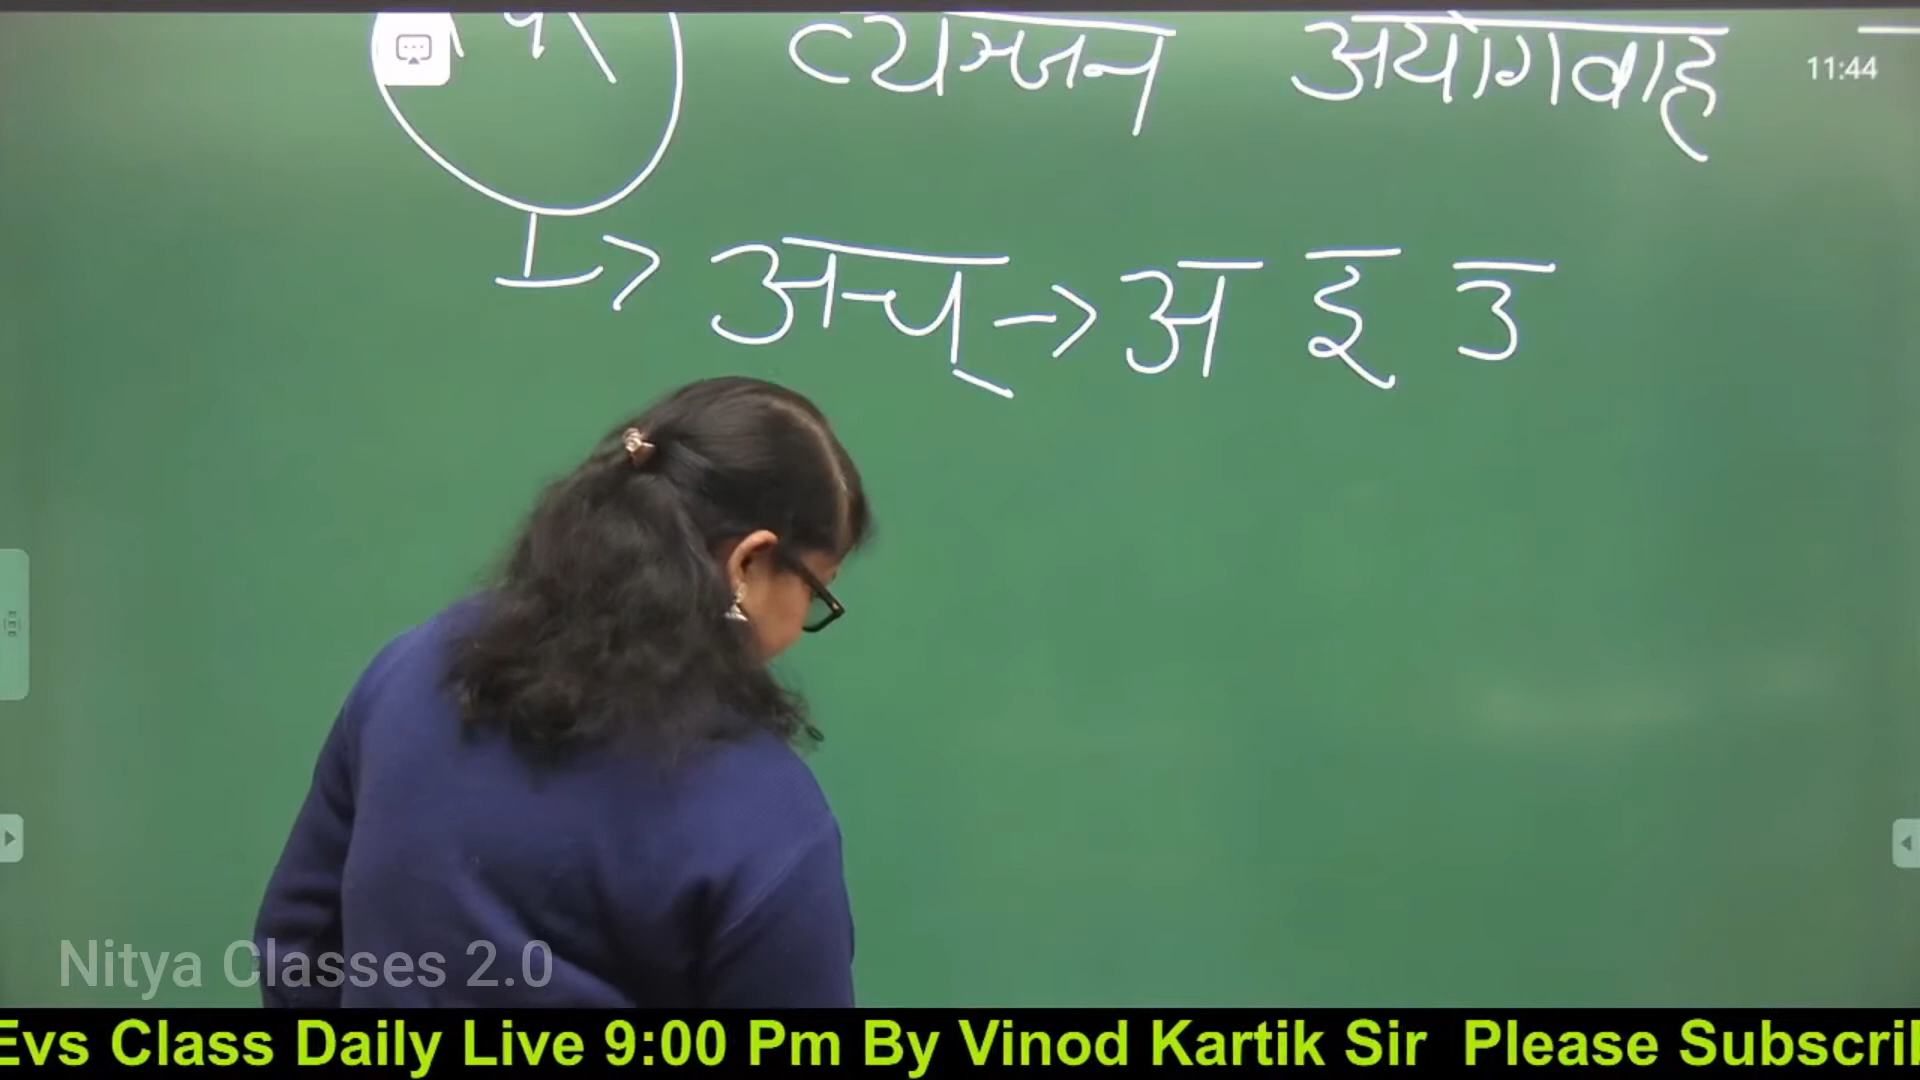 व्यञ्जन अयोगवाह 11:44
अच् → अ इ उ
Nitya Classes 2.0
Evs Class Daily Live 9:00 Pm By Vinod Kartik Sir Please